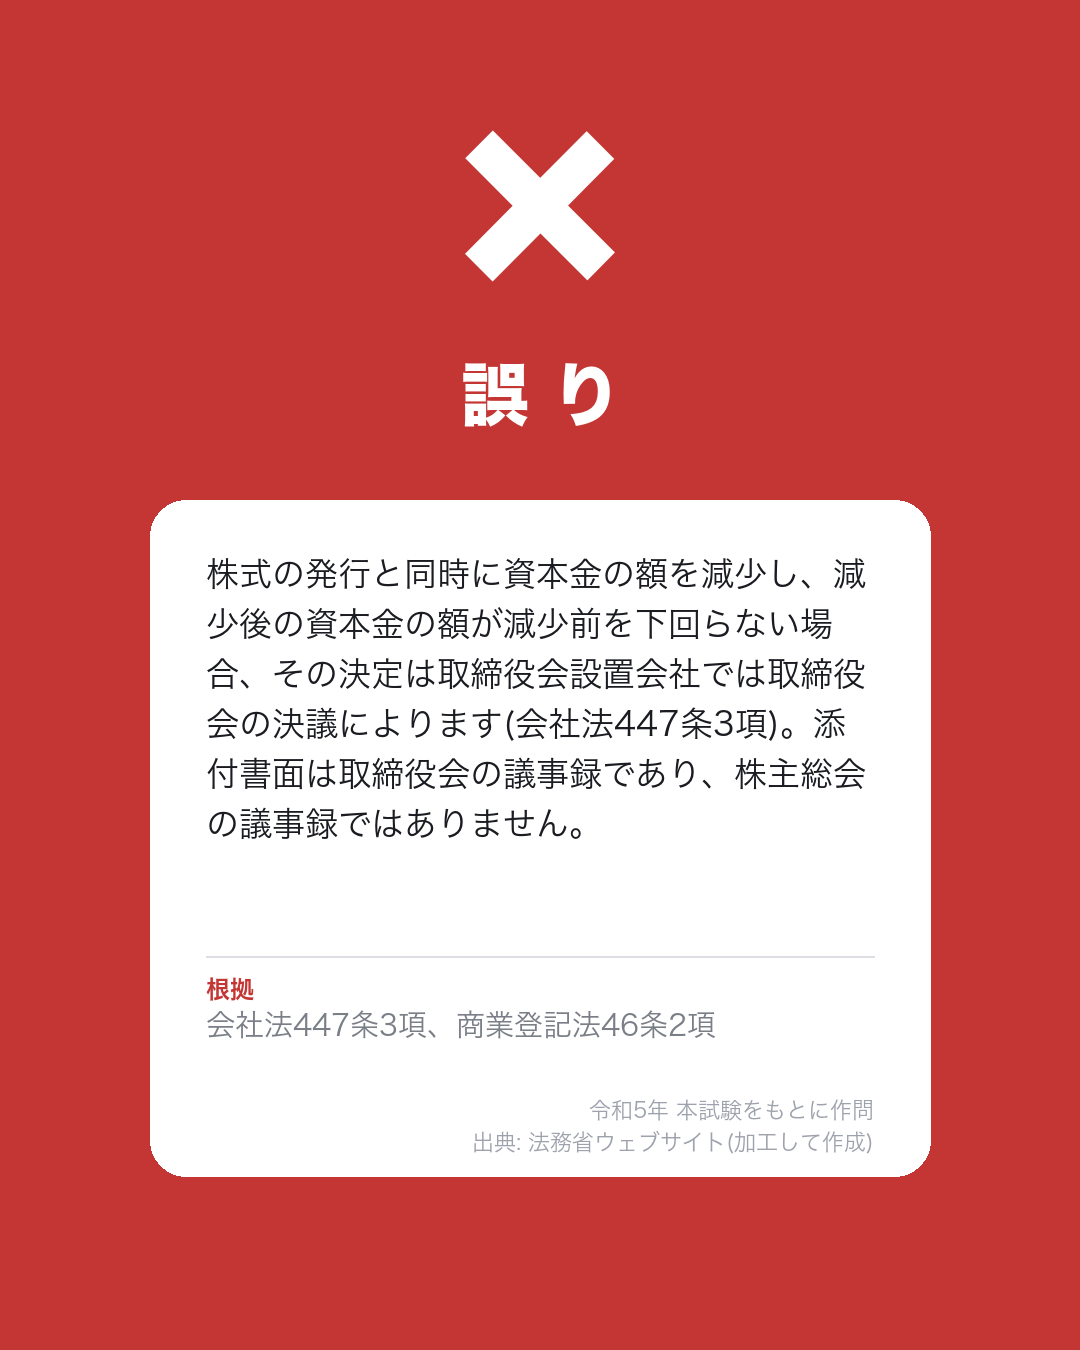 誤り
株式の発行と同時に資本金の額を減少し、減
少後の資本金の額が減少前を下回らない場
合、その決定は取締役会設置会社では取締役
会の決議によります(会社法447条3項)。添
付書面は取締役会の議事録であり、株主総会
の議事録ではありません。
根拠
会社法447条3項、商業登記法46条2項
令和5年 本試験をもとに作問
出典: 法務省ウェブサイト(加工して作成)